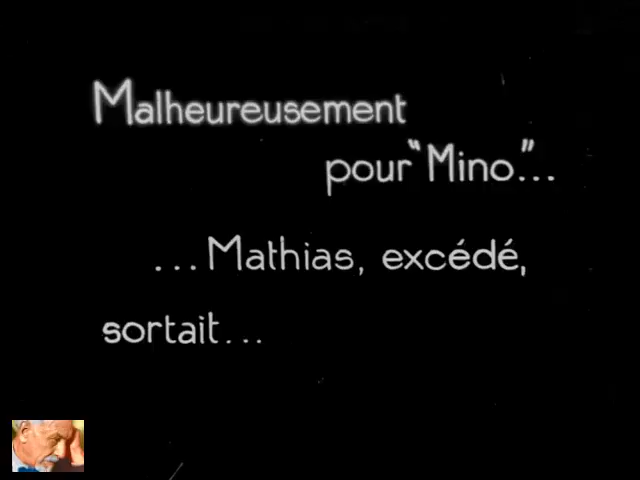 Malheureusement
pour "Mino"...
...Mathias, excédé,
sortait...